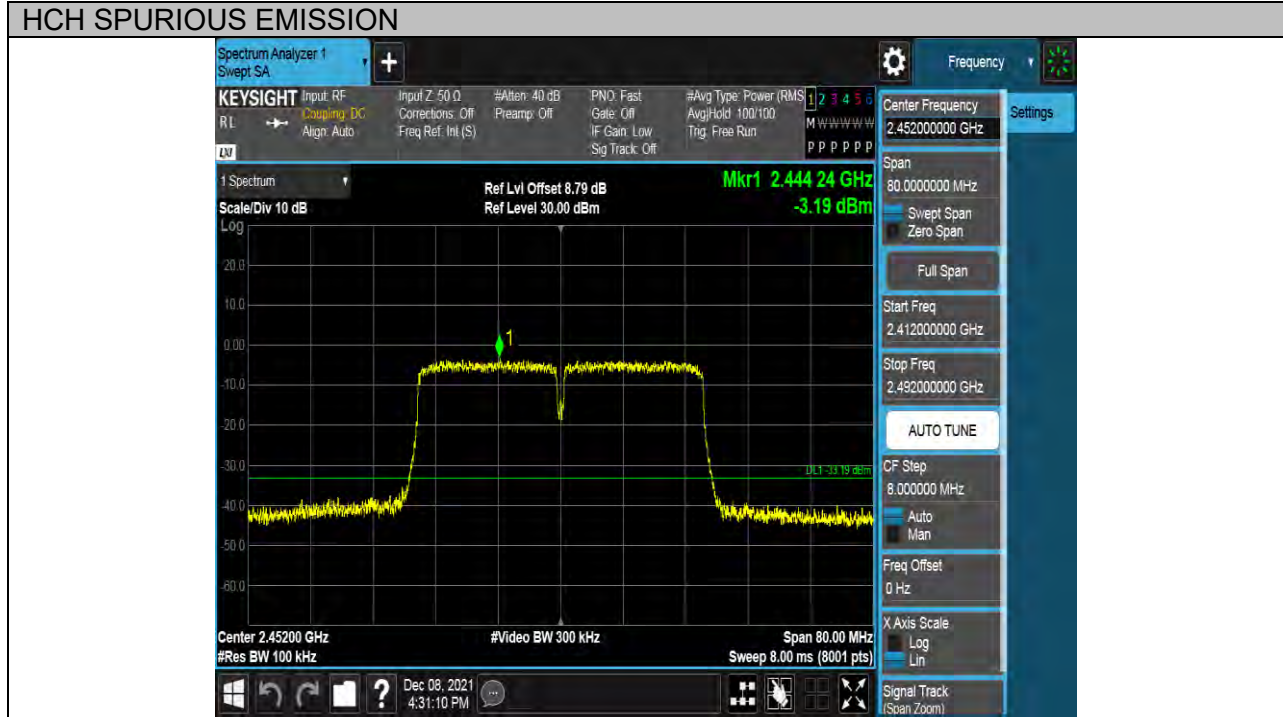 HCH SPURIOUS EMISSION
Spectrum Analyzer 1
Swept SA
+
Frequency
KEYSIGHT
RL
LXI
Input: RF
Coupling: DC
Align: Auto
Input Z: 50 Ω
Corrections: Off
Freq Ref: Int (S)
#Atten: 40 dB
Preamp: Off
PNO: Fast
Gate: Off
IF Gain: Low
Sig Track: Off
#Avg Type: Power (RMS
Avg|Hold: 100/100
Trig: Free Run
1 2 3 4 5 6
M W W W W W
P P P P P P
1 Spectrum
Scale/Div 10 dB
Ref Lvl Offset 8.79 dB
Ref Level 30.00 dBm
Mkr1 2.444 24 GHz
-3.19 dBm
Log
20.0
10.0
0.00
-10.0
-20.0
-30.0
-40.0
-50.0
-60.0
1
DL1 -33.19 dBm
Center 2.45200 GHz
#Res BW 100 kHz
#Video BW 300 kHz
Span 80.00 MHz
Sweep 8.00 ms (8001 pts)
?
Dec 08, 2021
4:31:10 PM
Center Frequency
2.452000000 GHz
Settings
Span
80.0000000 MHz
Swept Span
Zero Span
Full Span
Start Freq
2.412000000 GHz
Stop Freq
2.492000000 GHz
AUTO TUNE
CF Step
8.000000 MHz
Auto
Man
Freq Offset
0 Hz
X Axis Scale
Log
Lin
Signal Track
(Span Zoom)